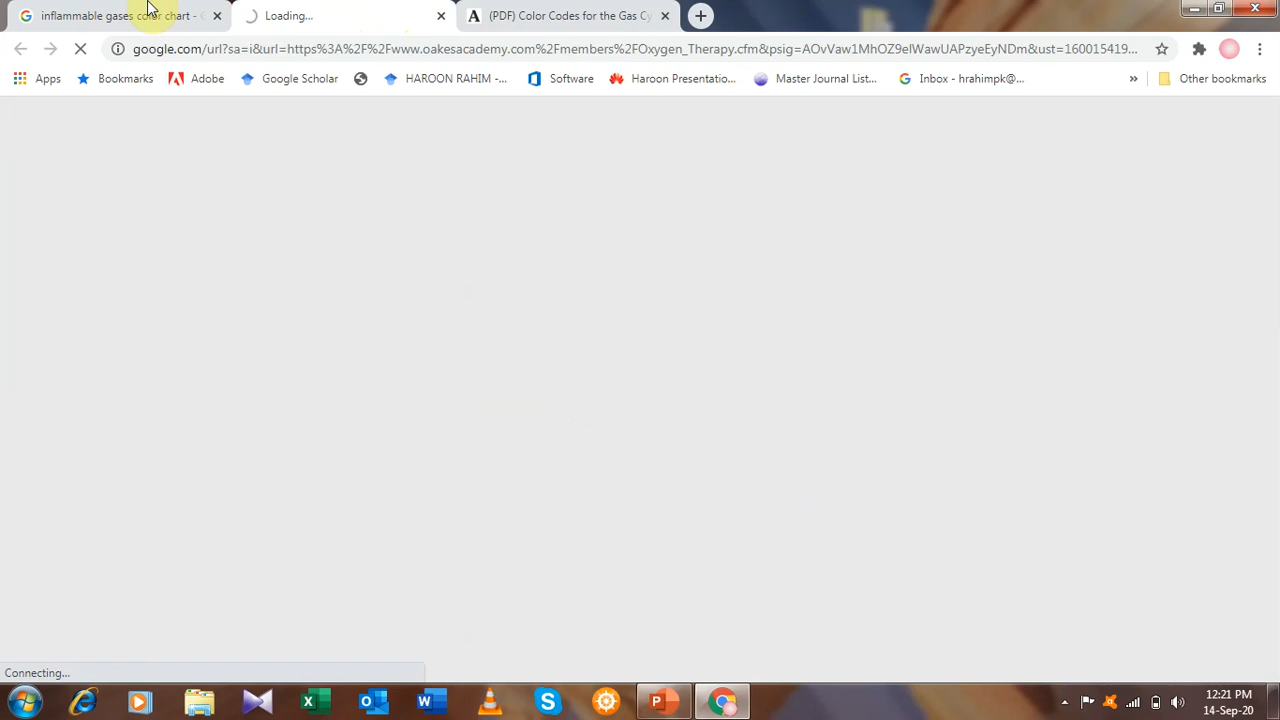 inflammable gases color chart -
Loading...
(PDF) Color Codes for the Gas Cy
google.com/url?sa=i&url=https%3A%2F%2Fwww.oakesacademy.com%2Fmembers%2FOxygen_Therapy.cfm&psig=AOvVaw1MhOZ9elWawUAPzyeEyNDm&ust=160015419...
Apps
Bookmarks
Adobe
Google Scholar
HAROON RAHIM -...
Software
Haroon Presentatio...
Master Journal List...
Inbox - hrahimpk@...
»
Other bookmarks
Connecting...
12:21 PM
14-Sep-20